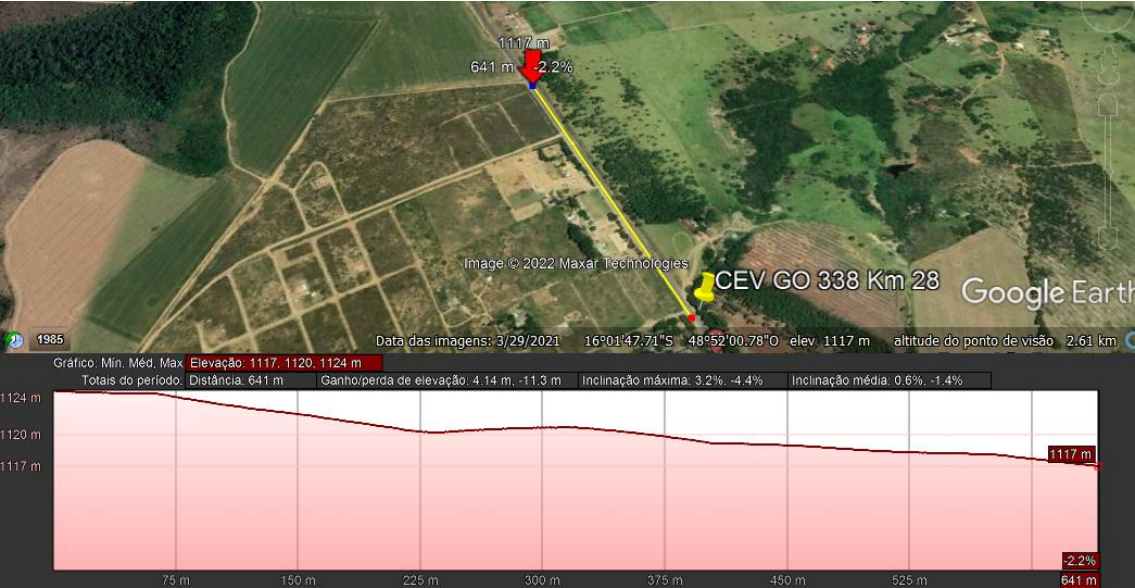 1117 m
641 m -2.2%
Image © 2022 Maxar Technologies
CEV GO 338 Km 28
Google Earth
1985
Data das imagens: 3/29/2021 16°01'47.71"S 48°52'00.78"O elev. 1117 m altitude do ponto de visão 2.61 km
Gráfico: Mín. Méd, Max Elevação: 1117, 1120, 1124 m
Totais do período: Distância: 641 m Ganho/perda de elevação: 4.14 m, -11.3 m Inclinação máxima: 3.2%, -4.4% Inclinação média: 0.6%, -1.4%
1124 m
1120 m
1117 m
1117 m
-2.2%
75 m 150 m 225 m 300 m 375 m 450 m 525 m 641 m